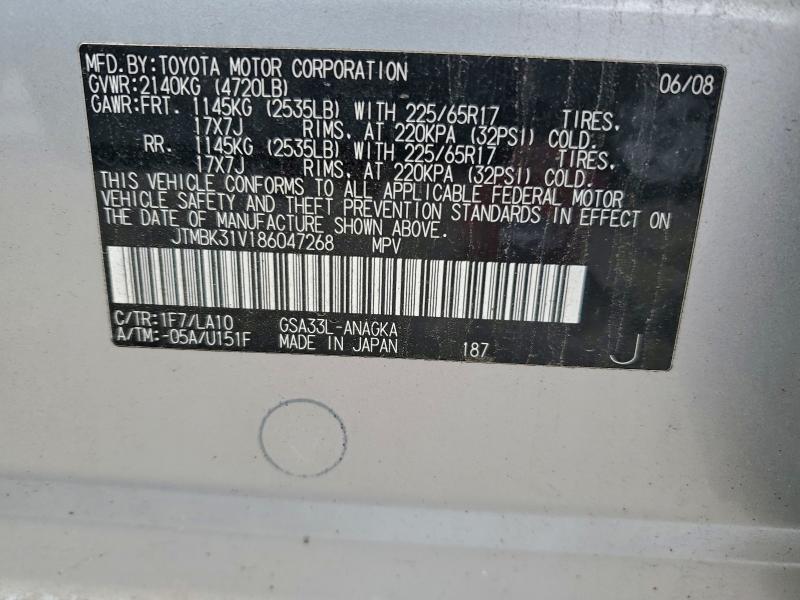 MFD.BY:TOYOTA MOTOR CORPORATION 06/08
GVWR:2140KG (4720LB)
GAWR:FRT. 1145KG (2535LB) WITH 225/65R17 TIRES.
17X7J RIMS. AT 220KPA (32PSI) COLD.
RR. 1145KG (2535LB) WITH 225/65R17 TIRES.
17X7J RIMS. AT 220KPA (32PSI) COLD.
THIS VEHICLE CONFORMS TO ALL APPLICABLE FEDERAL MOTOR
VEHICLE SAFETY AND THEFT PREVENTION STANDARDS IN EFFECT ON
THE DATE OF MANUFACTURE SHOWN ABOVE.
JTMBK31V186047268 MPV
C/TR:1F7/LA10 GSA33L-ANAGKA
A/TM:-05A/U151F MADE IN JAPAN 187 J